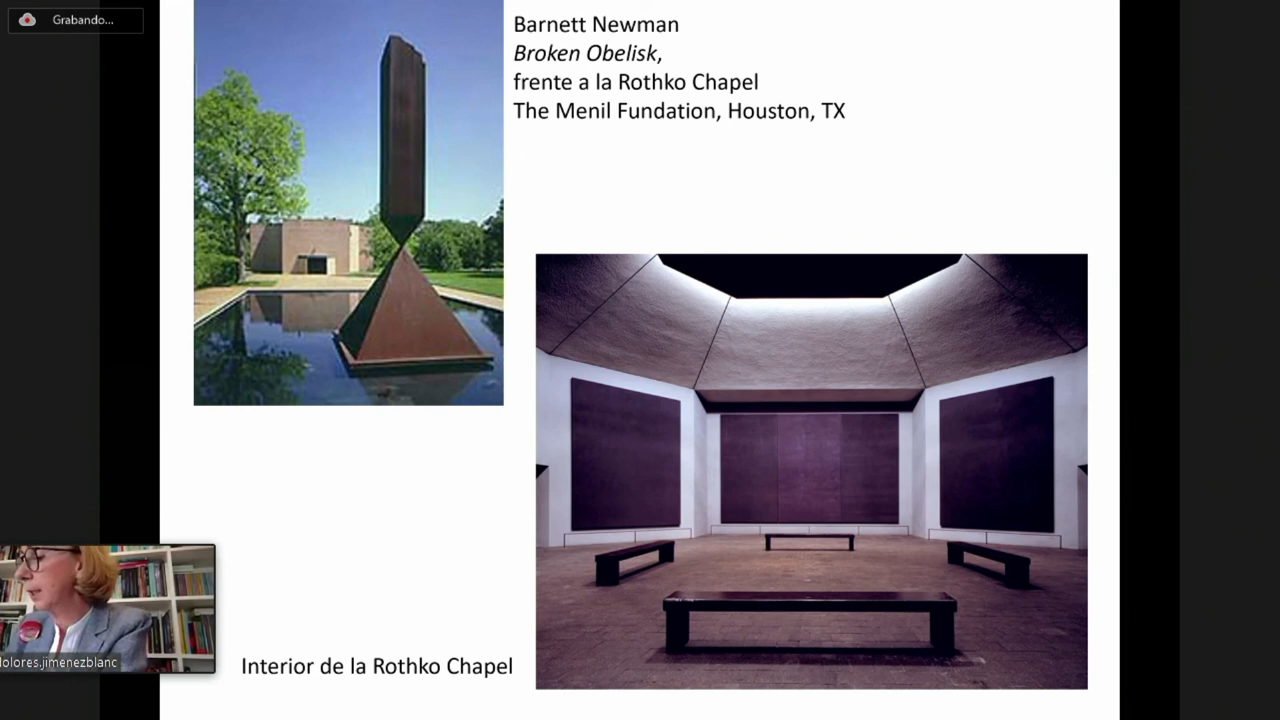 Grabando...
Barnett Newman
Broken Obelisk,
frente a la Rothko Chapel
The Menil Fundation, Houston, TX
dolores.jimenezblanc
Interior de la Rothko Chapel